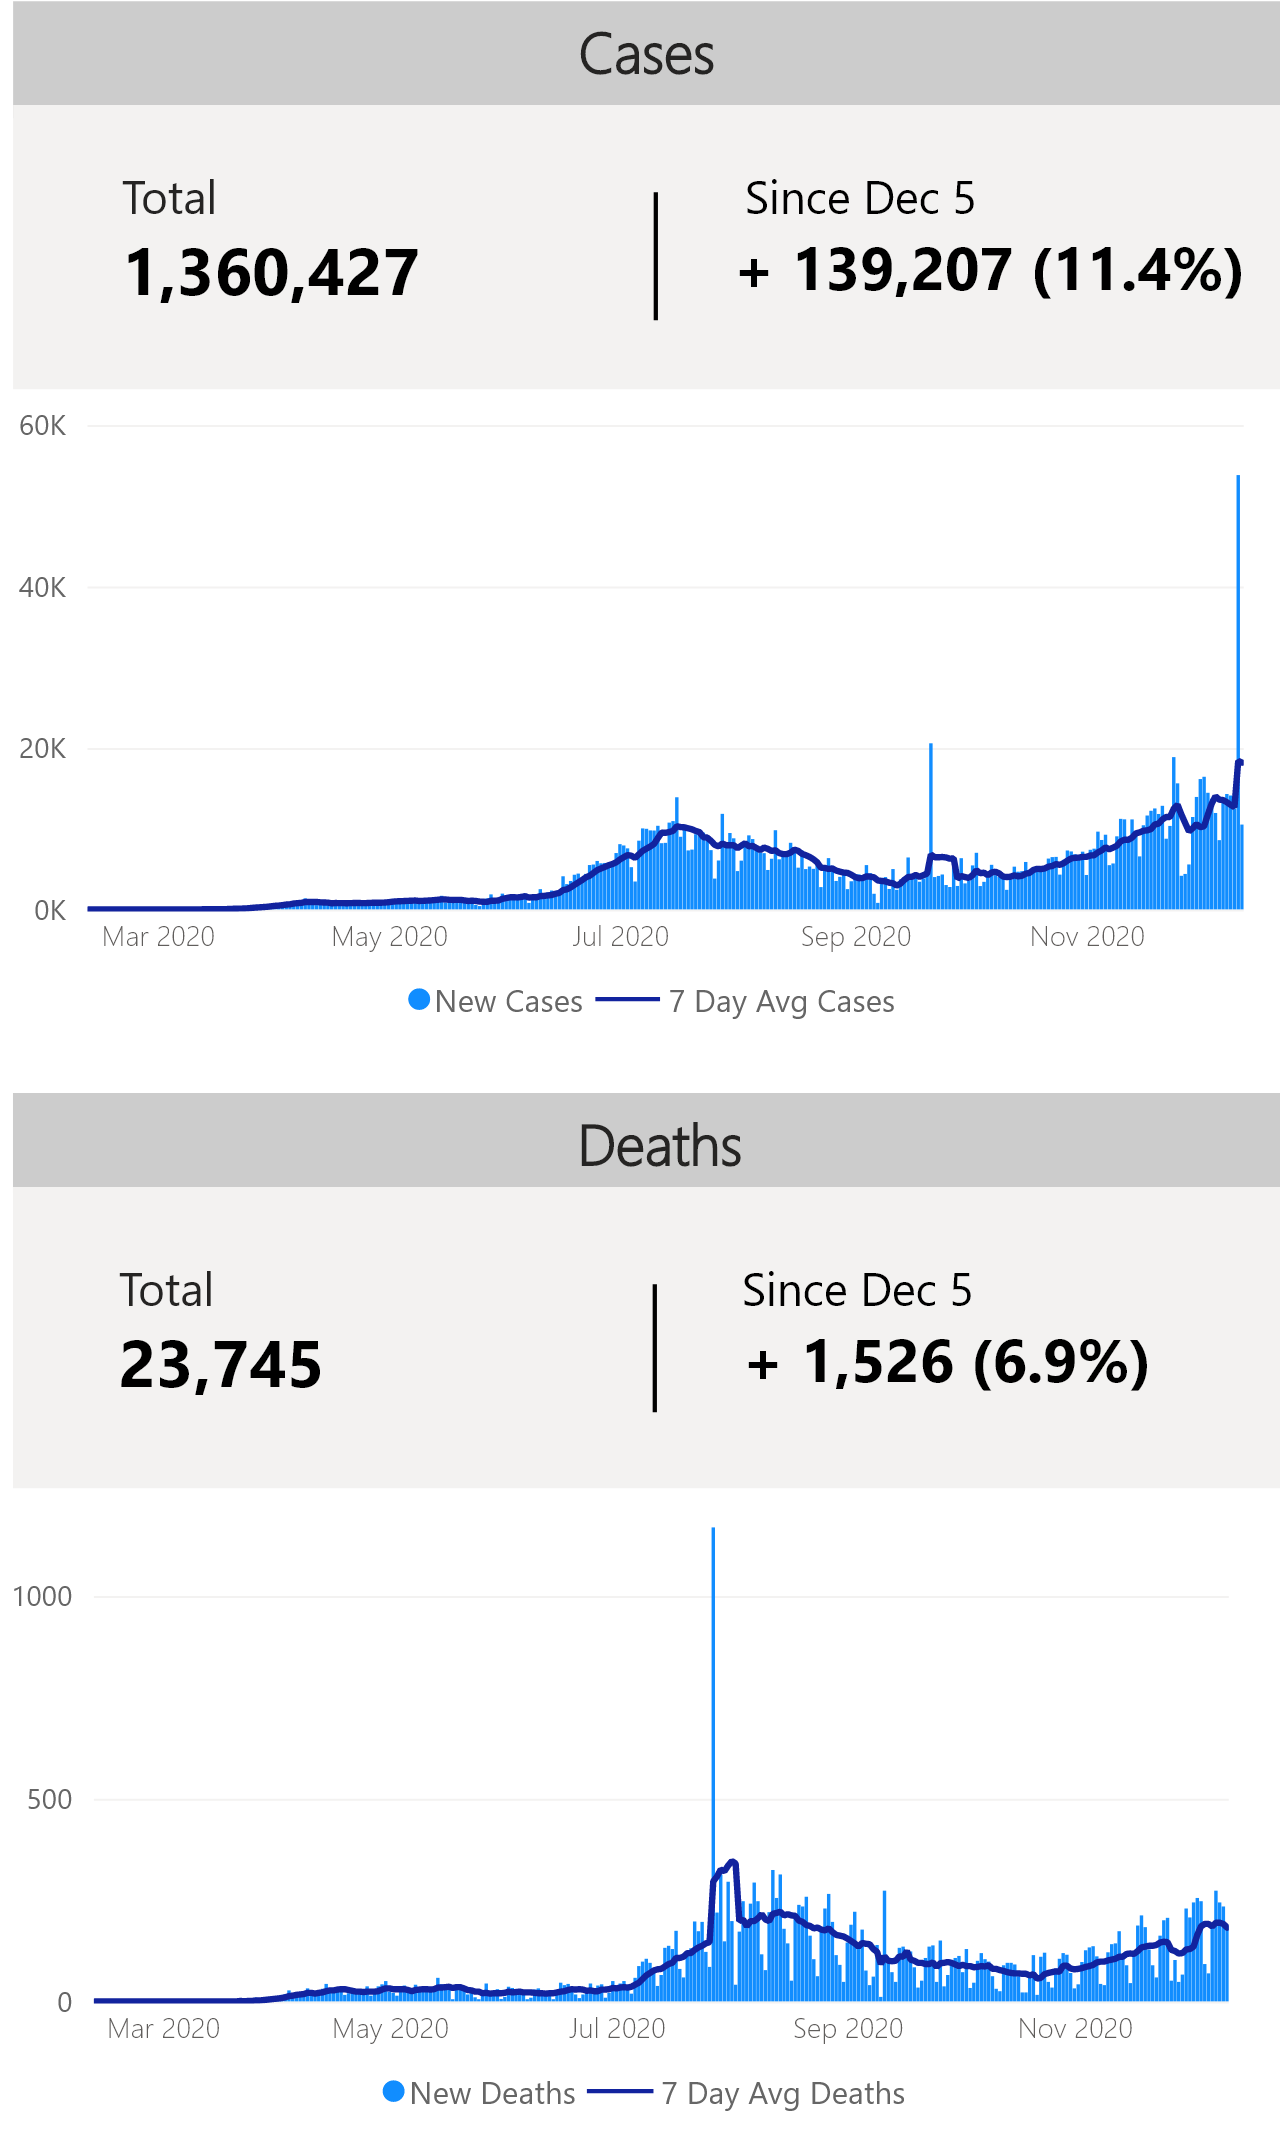 Cases
Total
Since Dec 5
1,360,427
+ 139,207 (11.4%)
60K
40K
20K
0K
Mar 2020
May 2020
Jul 2020
Sep 2020
Nov 2020
New Cases
7 Day Avg Cases
Deaths
Total
Since Dec 5
23,745
+ 1,526 (6.9%)
1000
500
0
Mar 2020
May 2020
Jul 2020
Sep 2020
Nov 2020
New Deaths
7 Day Avg Deaths